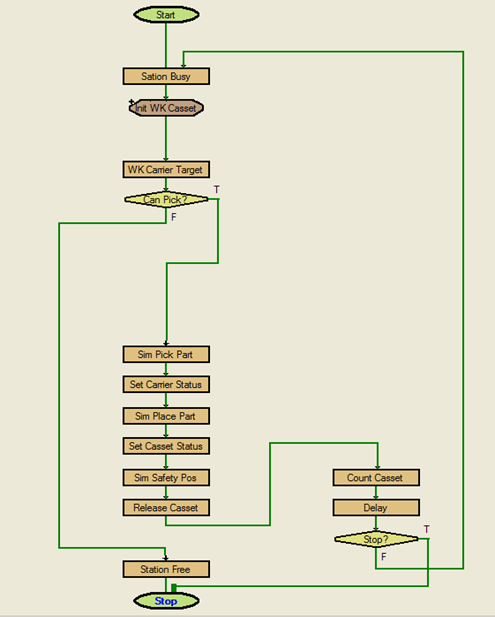 Start
Sation Busy
Init WK Casset
WK Carrier Target
Can Pick?
T
F
Sim Pick Part
Set Carrier Status
Sim Place Part
Set Casset Status
Sim Safety Pos
Release Casset
Count Casset
Delay
Stop?
T
F
Station Free
Stop